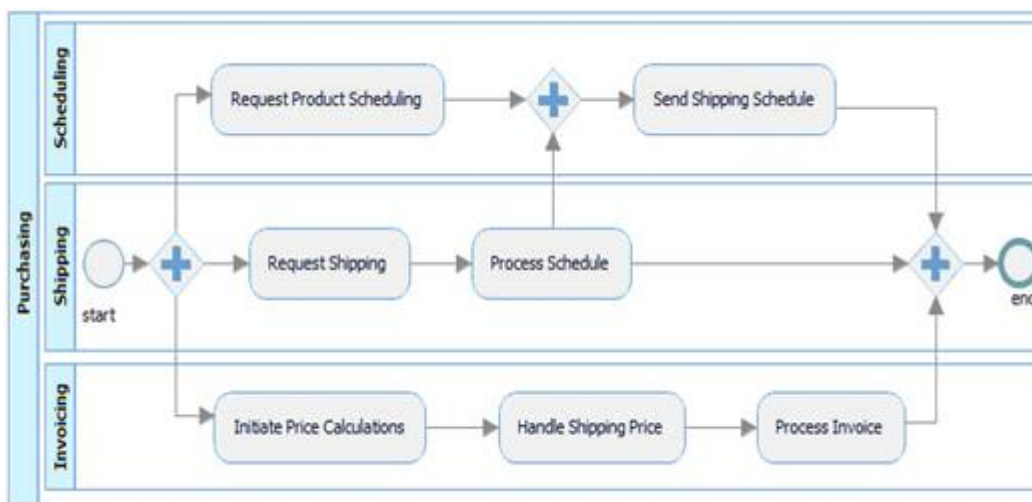 Purchasing
Scheduling
Request Product Scheduling
Send Shipping Schedule
Shipping
start
Request Shipping
Process Schedule
end
Invoicing
Initiate Price Calculations
Handle Shipping Price
Process Invoice